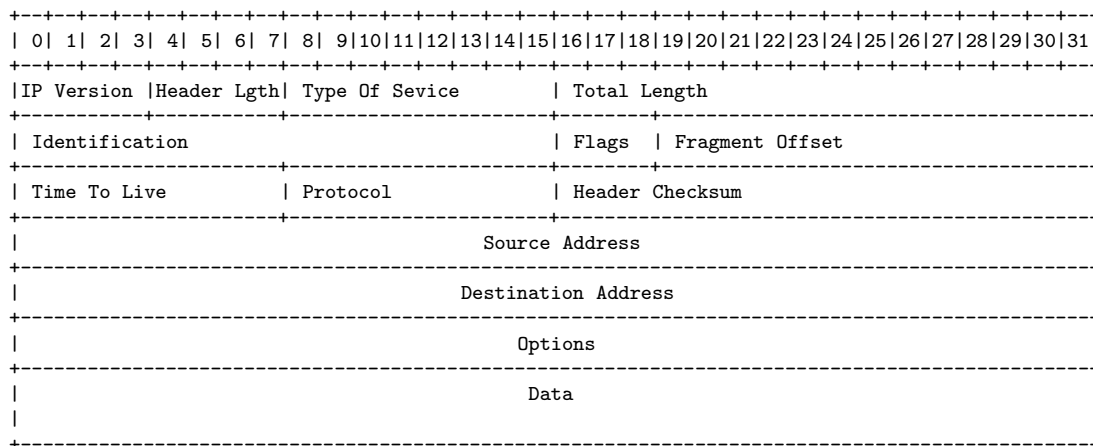 | 0| 1| 2| 3| 4| 5| 6| 7| 8| 9|10|11|12|13|14|15|16|17|18|19|20|21|22|23|24|25|26|27|28|29|30|31
|IP Version |Header Lgth| Type Of Sevice | Total Length
| Identification | Flags | Fragment Offset
| Time To Live | Protocol | Header Checksum
| Source Address
| Destination Address
| Options
| Data